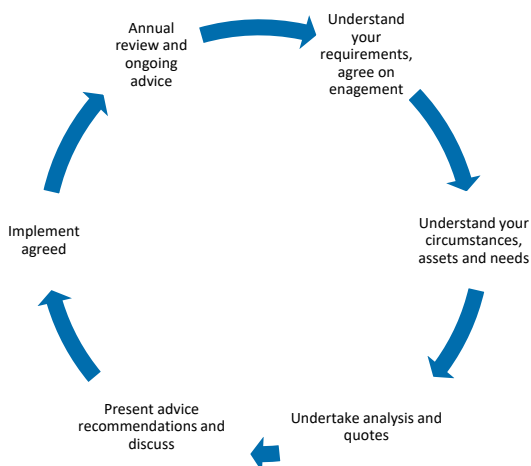 Annual
review and
ongoing
advice
Understand
your
requirements,
agree on
enagement
Understand your
circumstances,
assets and needs
Undertake analysis and
quotes
Present advice
recommendations and
discuss
Implement
agreed